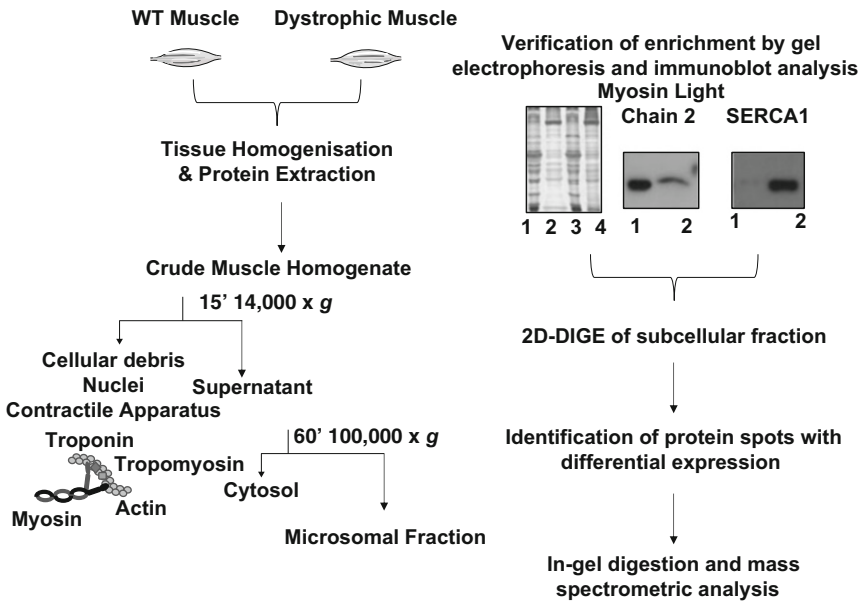 WT Muscle
Dystrophic Muscle
Tissue Homogenisation
& Protein Extraction
Crude Muscle Homogenate
15’ 14,000 x g
Cellular debris
Nuclei
Contractile Apparatus
Supernatant
Troponin
Tropomyosin
Myosin
Actin
60’ 100,000 x g
Cytosol
Microsomal Fraction
Verification of enrichment by gel
electrophoresis and immunoblot analysis
Myosin Light
Chain 2
SERCA1
1 2 3 4
1 2
1 2
2D-DIGE of subcellular fraction
Identification of protein spots with
differential expression
In-gel digestion and mass
spectrometric analysis